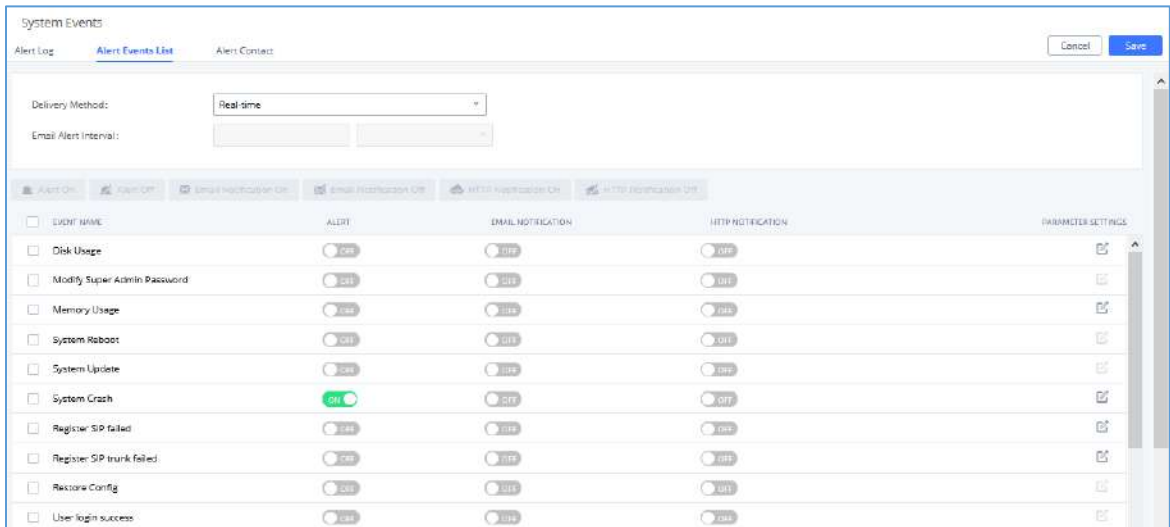 System Events
Alert Log Alert Events List Alert Contact Cancel Save
Delivery Method: Real-time
Email Alert Interval:
Alert On Alert Off Email Notification On Email Notification Off HTTP Notification On HTTP Notification Off
EVENT NAME ALERT EMAIL NOTIFICATION HTTP NOTIFICATION PARAMETER SETTINGS
Disk Usage OFF OFF OFF
Modify Super Admin Password OFF OFF OFF
Memory Usage OFF OFF OFF
System Reboot OFF OFF OFF
System Update OFF OFF OFF
System Crash ON OFF OFF
Register SIP failed OFF OFF OFF
Register SIP trunk failed OFF OFF OFF
Restore Config OFF OFF OFF
User login success OFF OFF OFF